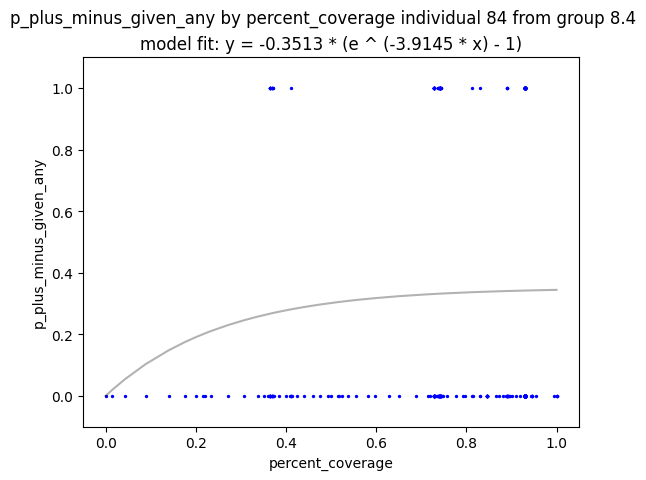 p_plus_minus_given_any by percent_coverage individual 84 from group 8.4
model fit: y = -0.3513 * (e ^ (-3.9145 * x) - 1)
1.0
0.8
0.6
0.4
0.2
0.0
p_plus_minus_given_any
0.0 0.2 0.4 0.6 0.8 1.0
percent_coverage